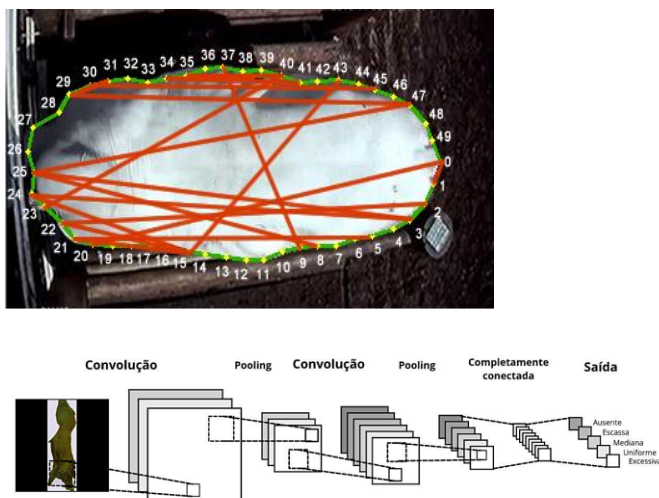 36 37 38 39
34 35 40
31 32 33 41 42 43
30 44
29 45
46
28 47
48
27
49
26
0
25
1
24
2
23
3
22 4
21 5
20 19 18 17 16 15 14 13 12 11 10 9 8 7 6
Convolução Pooling Convolução Pooling Completamente conectada Saída
Ausente
Escassa
Mediana
Uniforme
Excessiva